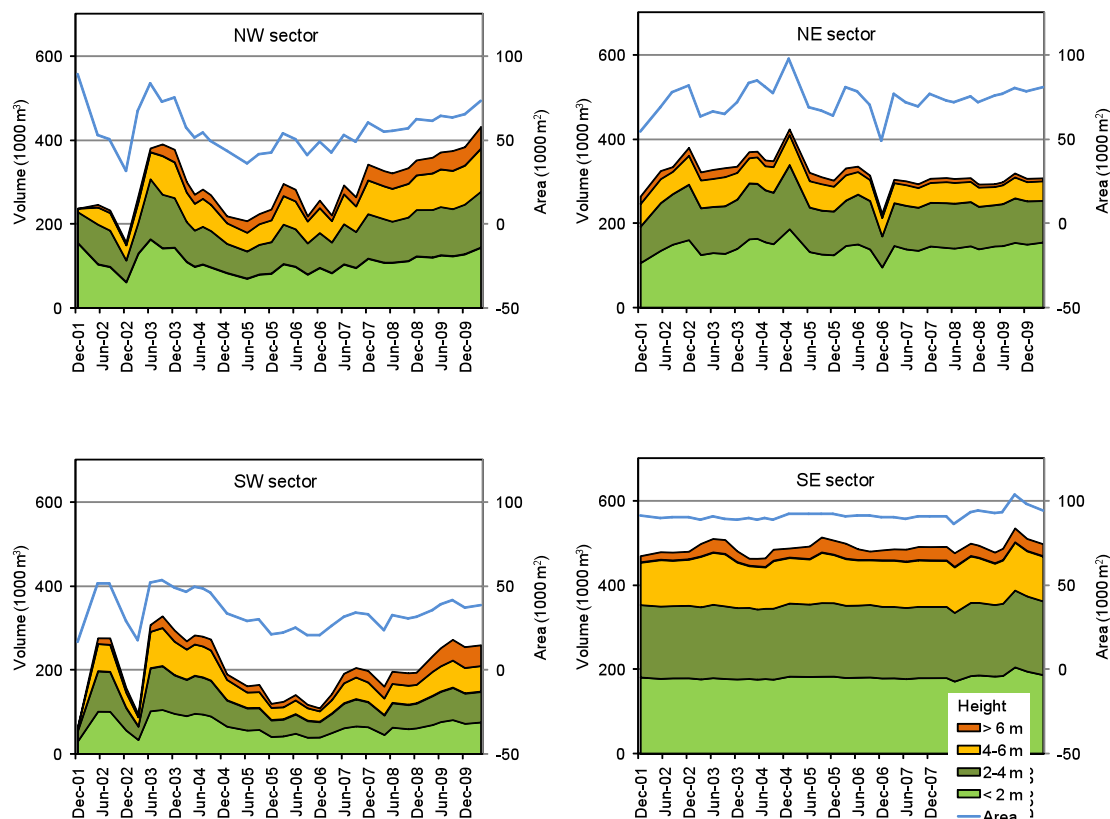 NW sector
600
400
200
0
Volume (1000 m³)
100
50
0
-50
Area (1000 m²)
Dec-01
Jun-02
Dec-02
Jun-03
Dec-03
Jun-04
Dec-04
Jun-05
Dec-05
Jun-06
Dec-06
Jun-07
Dec-07
Jun-08
Dec-08
Jun-09
Dec-09
NE sector
600
400
200
0
Volume (1000 m³)
100
50
0
-50
Area (1000 m²)
Dec-01
Jun-02
Dec-02
Jun-03
Dec-03
Jun-04
Dec-04
Jun-05
Dec-05
Jun-06
Dec-06
Jun-07
Dec-07
Jun-08
Dec-08
Jun-09
Dec-09
SW sector
600
400
200
0
Volume (1000 m³)
100
50
0
-50
Area (1000 m²)
Dec-01
Jun-02
Dec-02
Jun-03
Dec-03
Jun-04
Dec-04
Jun-05
Dec-05
Jun-06
Dec-06
Jun-07
Dec-07
Jun-08
Dec-08
Jun-09
Dec-09
SE sector
600
400
200
0
Volume (1000 m³)
100
50
0
-50
Area (1000 m²)
Dec-01
Jun-02
Dec-02
Jun-03
Dec-03
Jun-04
Dec-04
Jun-05
Dec-05
Jun-06
Dec-06
Jun-07
Dec-07
Height
> 6 m
4-6 m
2-4 m
< 2 m
Area